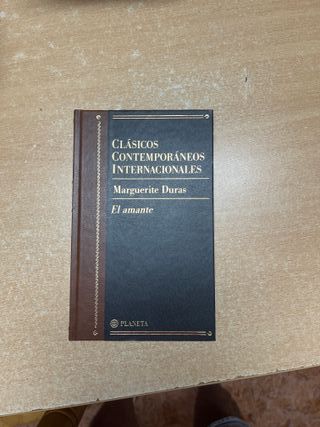 CLÁSICOS
CONTEMPORÁNEOS
INTERNACIONALES
Marguerite Duras
El amante
PLANETA